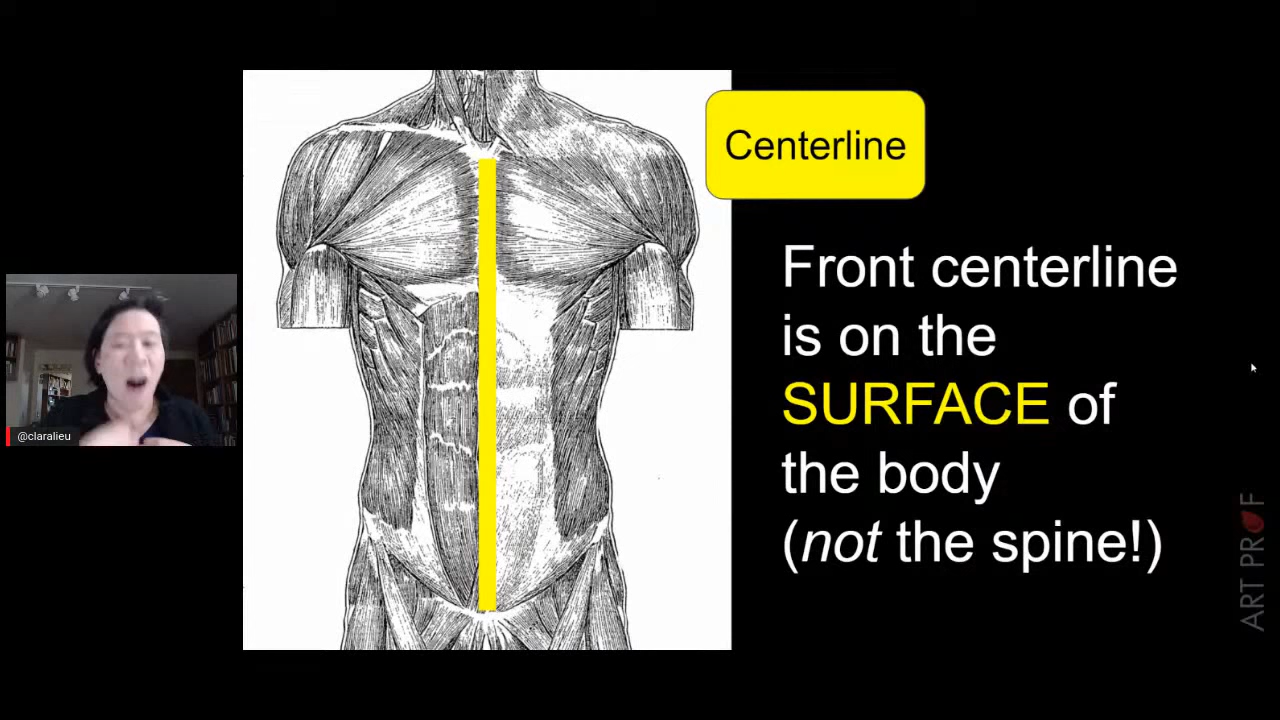 Centerline
Front centerline
is on the
SURFACE of
the body
(not the spine!)
@claralieu
ART PROF